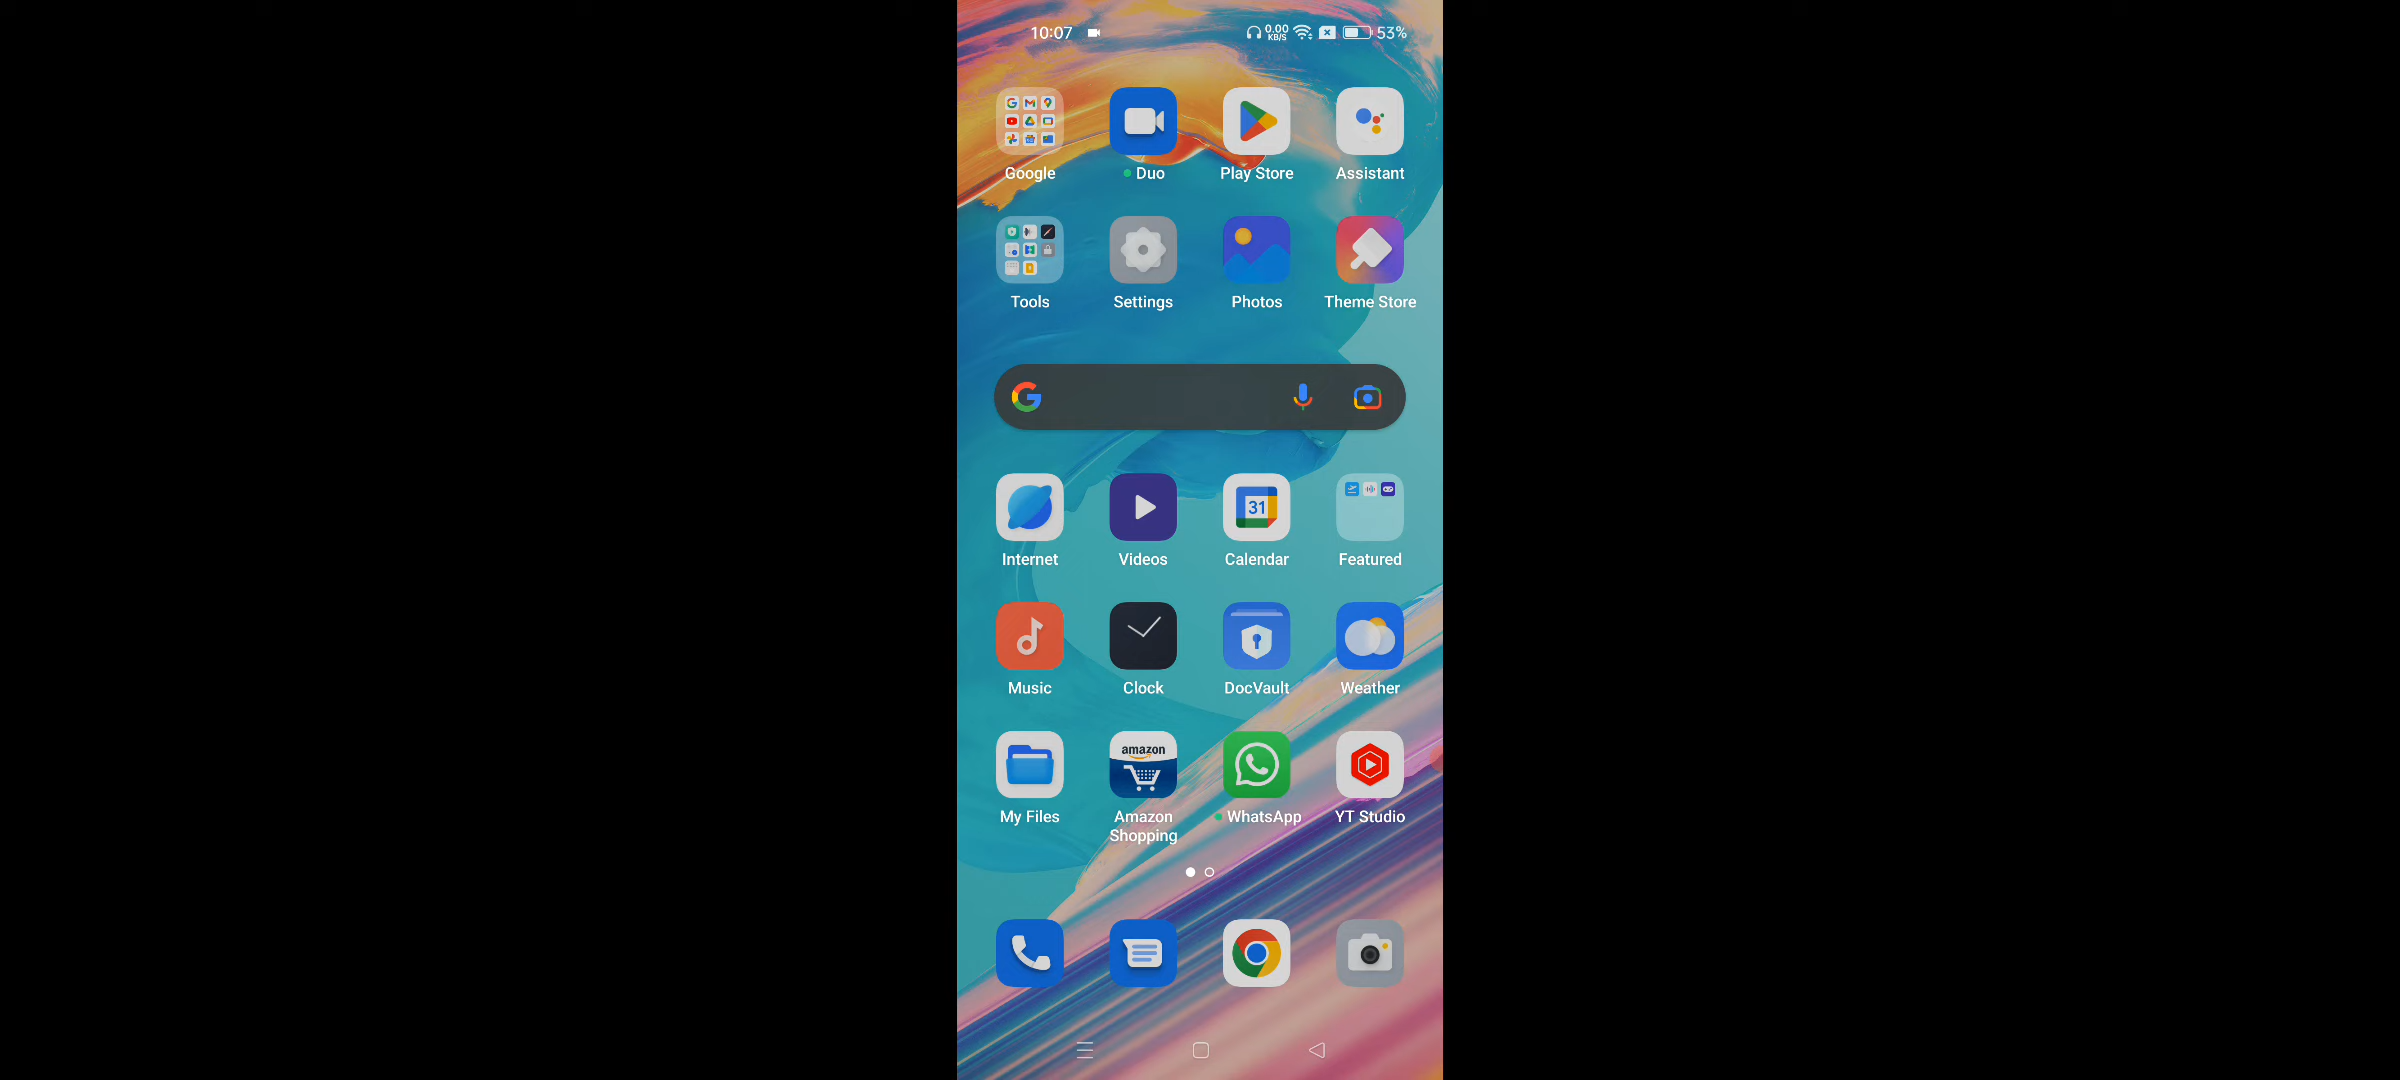 10:07 0.00 KB/S 53%
Google Duo Play Store Assistant
Tools Settings Photos Theme Store
31
Internet Videos Calendar Featured
Music Clock DocVault Weather
amazon
My Files Amazon Shopping WhatsApp YT Studio